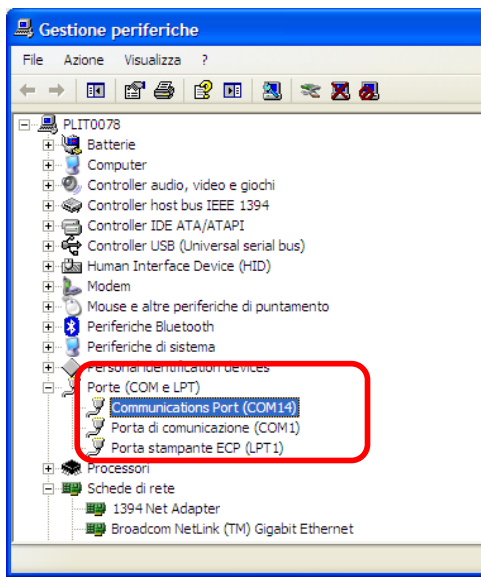 Gestione periferiche
File Azione Visualizza ?
PLIT0078
Batterie
Computer
Controller audio, video e giochi
Controller host bus IEEE 1394
Controller IDE ATA/ATAPI
Controller USB (Universal serial bus)
Human Interface Device (HID)
Modem
Mouse e altre periferiche di puntamento
Periferiche Bluetooth
Periferiche di sistema
Personal identification devices
Porte (COM e LPT)
Communications Port (COM14)
Porta di comunicazione (COM1)
Porta stampante ECP (LPT1)
Processori
Schede di rete
1394 Net Adapter
Broadcom NetLink (TM) Gigabit Ethernet